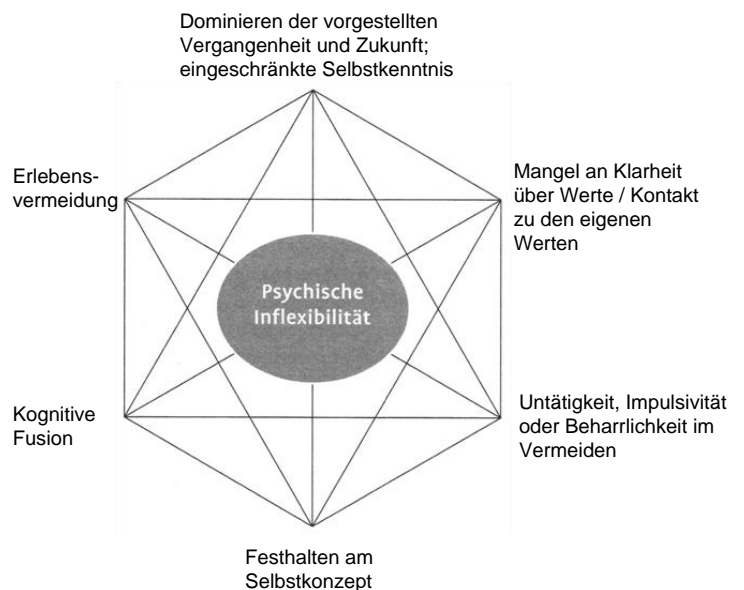 Dominieren der vorgestellten
Vergangenheit und Zukunft;
eingeschränkte Selbstkenntnis
Erlebens-
vermeidung
Mangel an Klarheit
über Werte / Kontakt
zu den eigenen
Werten
Psychische
Inflexibilität
Kognitive
Fusion
Untätigkeit, Impulsivität
oder Beharrlichkeit im
Vermeiden
Festhalten am
Selbstkonzept